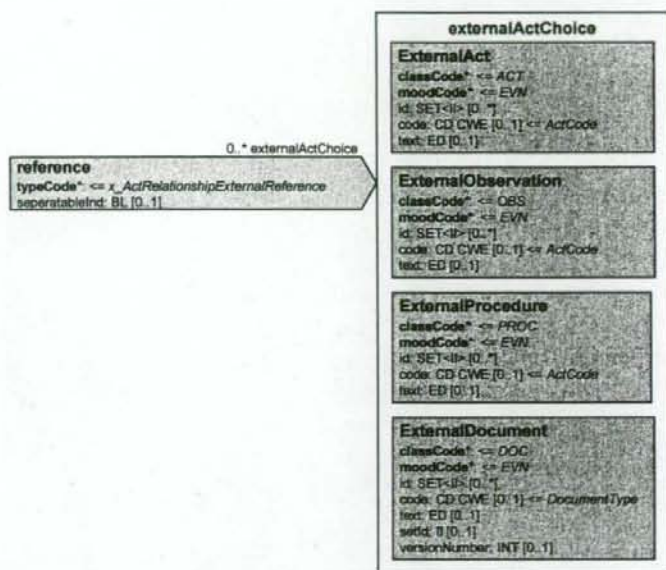 externalActChoice
ExternalAct
classCode*: <= ACT
moodCode*: <= EVN
id: SET<II> [0..*]
code: CD CWE [0..1] <= ActCode
text: ED [0..1]
0..* externalActChoice
reference
typeCode*: <= x_ActRelationshipExternalReference
seperatableInd: BL [0..1]
ExternalObservation
classCode*: <= OBS
moodCode*: <= EVN
id: SET<II> [0..*]
code: CD CWE [0..1] <= ActCode
text: ED [0..1]
ExternalProcedure
classCode*: <= PROC
moodCode*: <= EVN
id: SET<II> [0..*]
code: CD CWE [0..1] <= ActCode
text: ED [0..1]
ExternalDocument
classCode*: <= DOC
moodCode*: <= EVN
id: SET<II> [0..*]
code: CD CWE [0..1] <= DocumentType
text: ED [0..1]
setId: II [0..1]
versionNumber: INT [0..1]